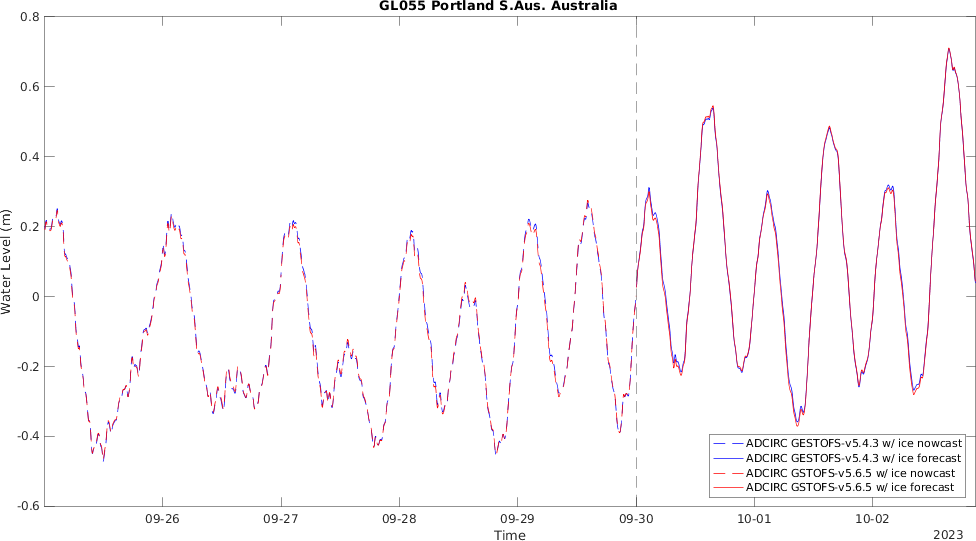 GL055 Portland S.Aus. Australia
Water Level (m)
0.8
0.6
0.4
0.2
0
-0.2
-0.4
-0.6
09-26
09-27
09-28
09-29
09-30
10-01
10-02
Time
2023
ADCIRC GESTOFS-v5.4.3 w/ ice nowcast
ADCIRC GESTOFS-v5.4.3 w/ ice forecast
ADCIRC GSTOFS-v5.6.5 w/ ice nowcast
ADCIRC GSTOFS-v5.6.5 w/ ice forecast